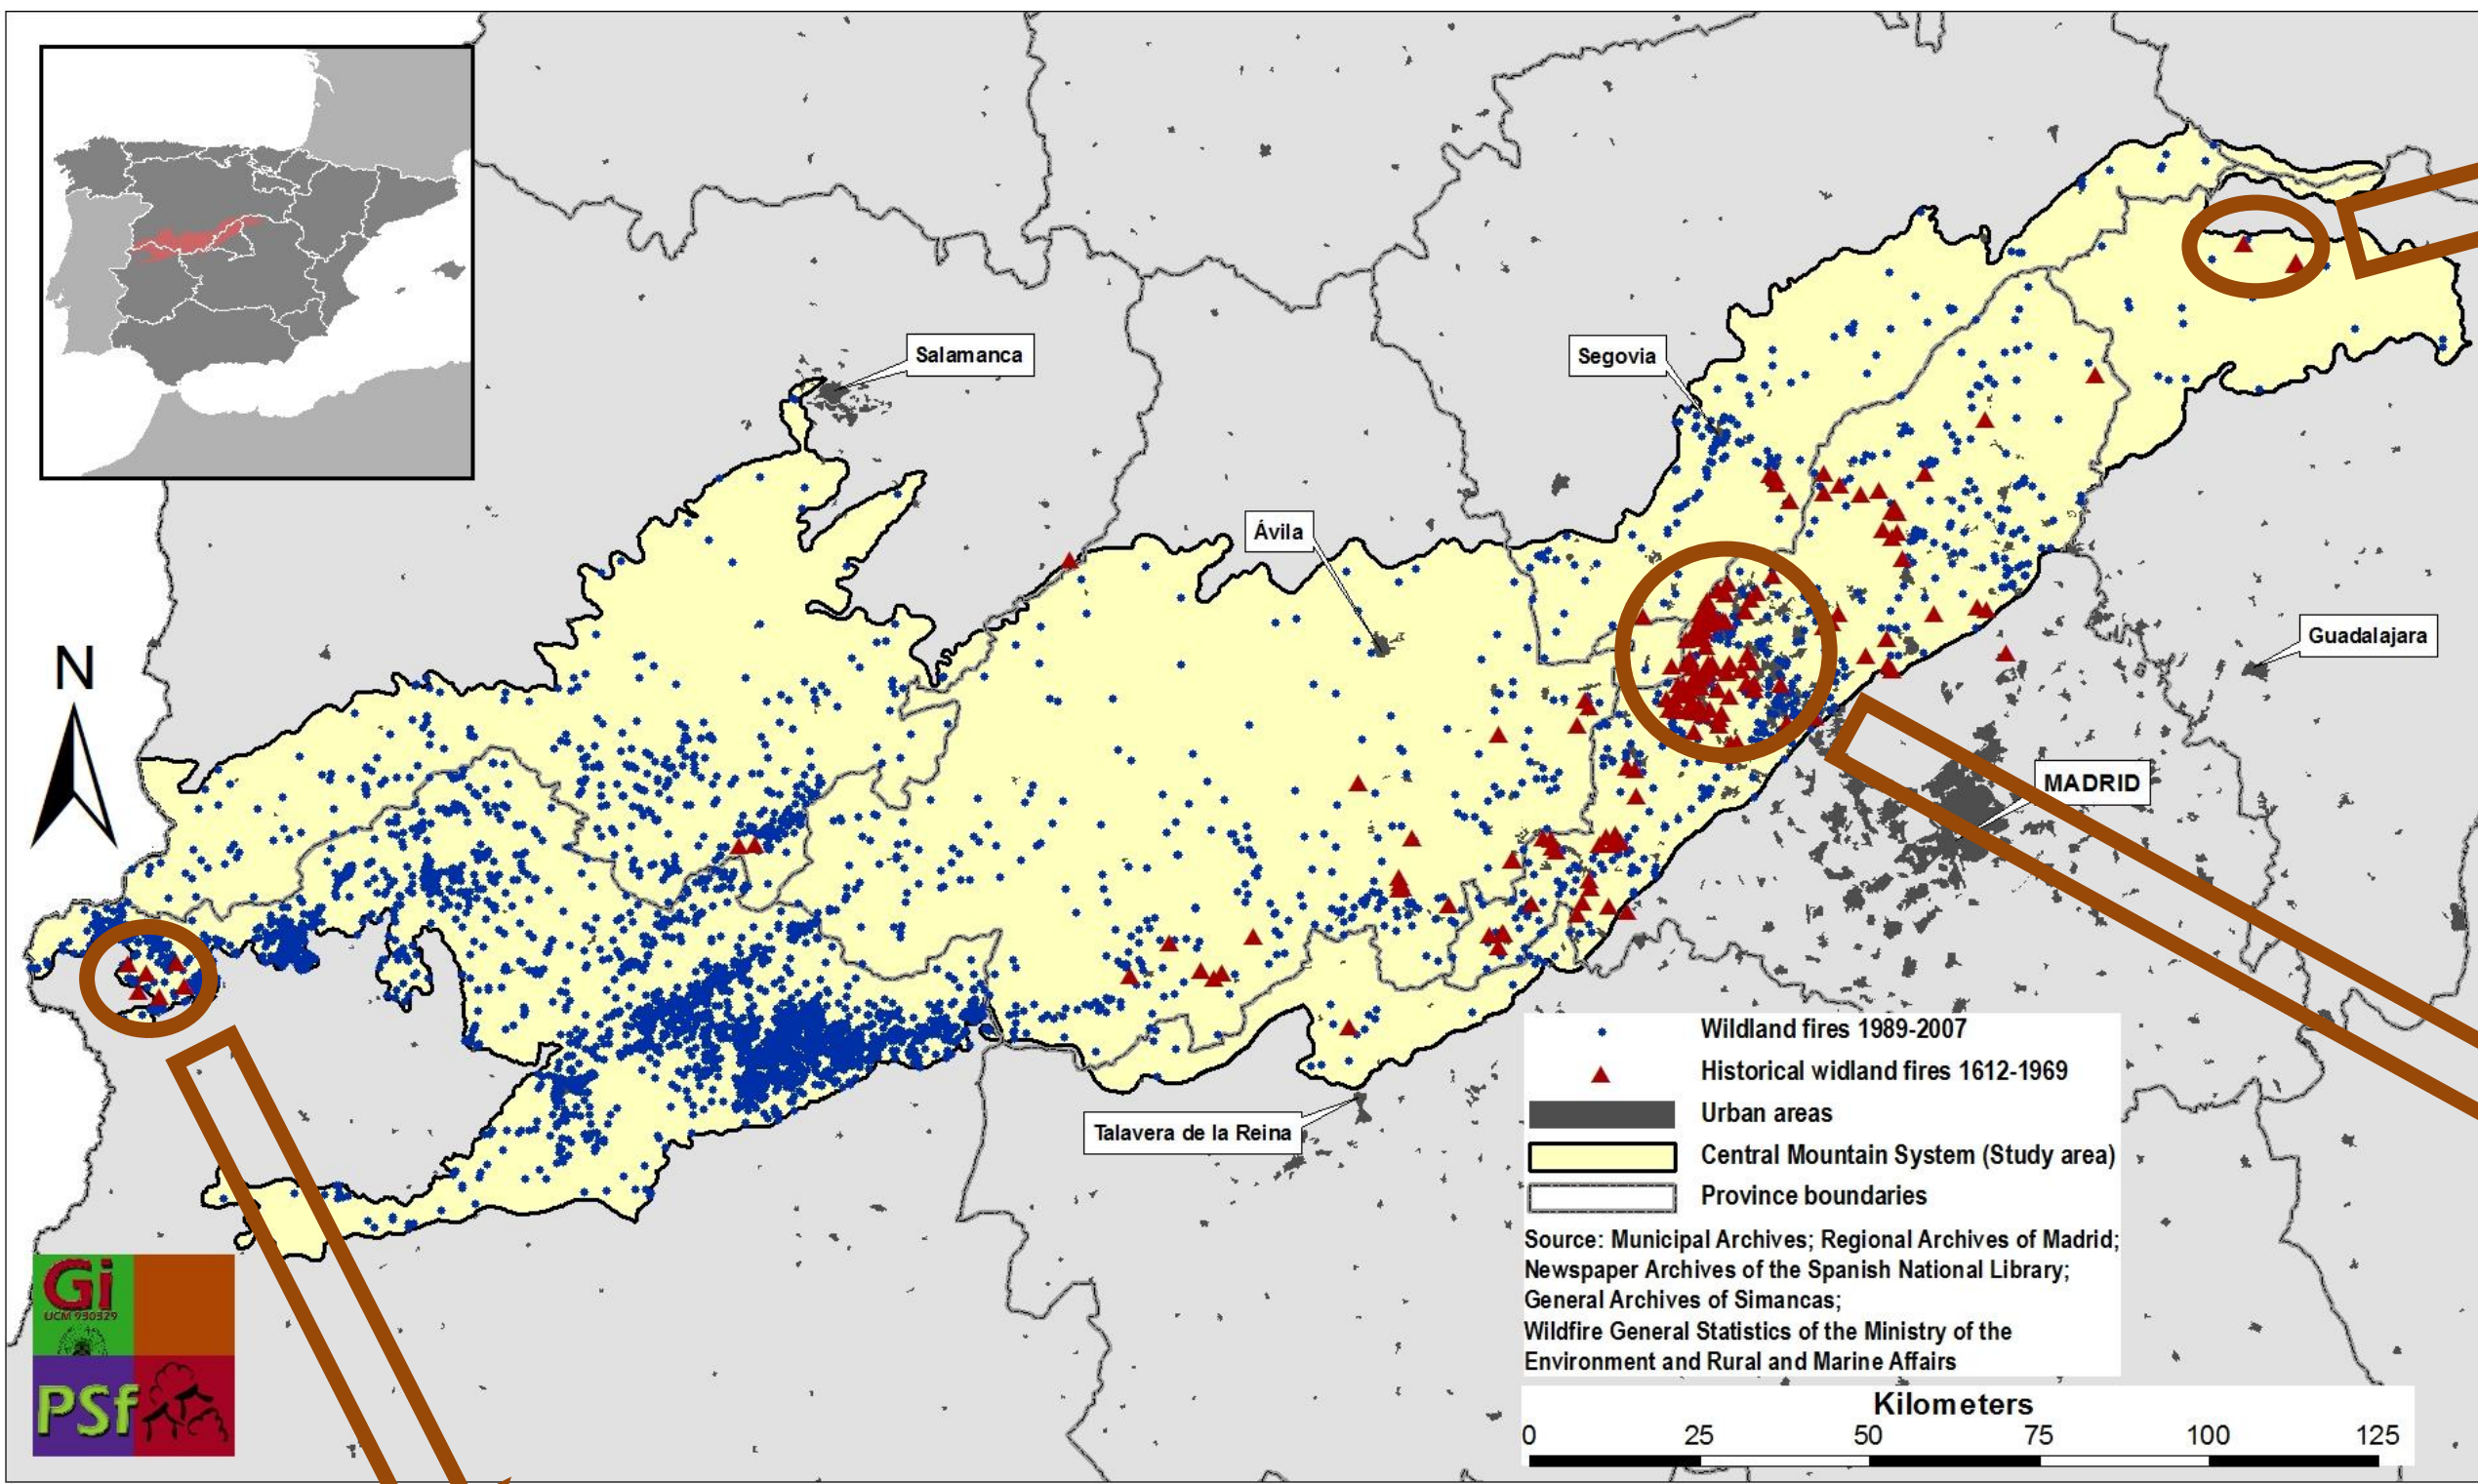 Salamanca
Segovia
Ávila
Guadalajara
N
MADRID
Talavera de la Reina
Wildland fires 1989-2007
Historical widland fires 1612-1969
Urban areas
Central Mountain System (Study area)
Province boundaries
Source: Municipal Archives; Regional Archives of Madrid;
Newspaper Archives of the Spanish National Library;
General Archives of Simancas;
Wildfire General Statistics of the Ministry of the
Environment and Rural and Marine Affairs
Kilometers
0 25 50 75 100 125
Gi
UCM 930329
PSf